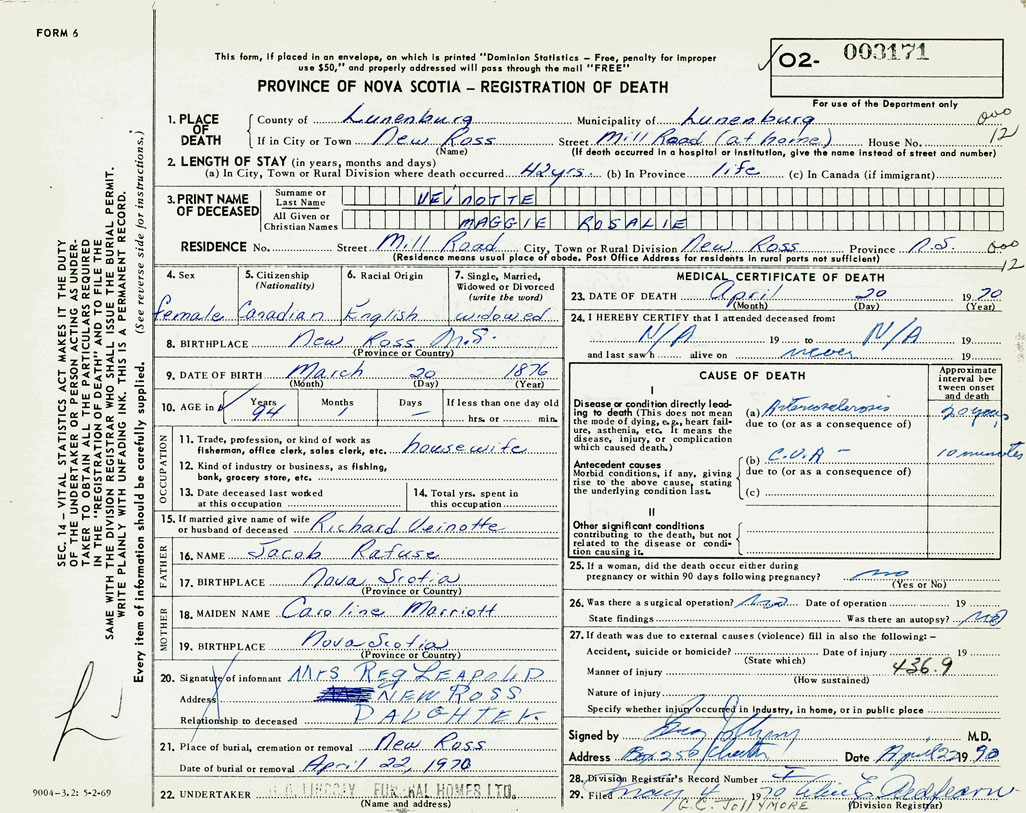 FORM 6
This form, if placed in an envelope, on which is printed "Dominion Statistics – Free, penalty for improper
use $50," and properly addressed will pass through the mail "FREE"
PROVINCE OF NOVA SCOTIA – REGISTRATION OF DEATH
O2- 003171
For use of the Department only
1. PLACE OF DEATH County of Lunenburg Municipality of Lunenburg 000
If in City or Town New Ross Street Mill Road (at home) House No. 12
(Name) (If death occurred in a hospital or institution, give the name instead of street and number)
2. LENGTH OF STAY (in years, months and days)
(a) In City, Town or Rural Division where death occurred 42 yrs. (b) In Province life (c) In Canada (if immigrant)
3. PRINT NAME OF DECEASED Surname or Last Name VEINOTTE
All Given or Christian Names MAGGIE ROSALIE
RESIDENCE No. Street Mill Road City, Town or Rural Division New Ross Province N.S. 000
(Residence means usual place of abode. Post Office Address for residents in rural parts not sufficient) 12
4. Sex 5. Citizenship (Nationality) 6. Racial Origin 7. Single, Married, Widowed or Divorced (write the word)
female Canadian English widowed
8. BIRTHPLACE New Ross N.S.
(Province or Country)
9. DATE OF BIRTH March 20 1876
(Month) (Day) (Year)
10. AGE in Years Months Days If less than one day old
94 1 – hrs. or min.
OCCUPATION
11. Trade, profession, or kind of work as
fisherman, office clerk, sales clerk, etc. housewife
12. Kind of industry or business, as fishing,
bank, grocery store, etc.
13. Date deceased last worked at this occupation
14. Total yrs. spent in this occupation
15. If married give name of wife
or husband of deceased Richard Veinotte
FATHER
16. NAME Jacob Rafuse
17. BIRTHPLACE Nova Scotia
(Province or Country)
MOTHER
18. MAIDEN NAME Caroline Marriott
19. BIRTHPLACE Nova Scotia
(Province or Country)
20. Signature of informant MRS REG LEAPOLD
Address NEW ROSS
Relationship to deceased DAUGHTER.
21. Place of burial, cremation or removal New Ross
Date of burial or removal April 22, 1970
22. UNDERTAKER LINDSAY FUNERAL HOMES LTD.
(Name and address)
MEDICAL CERTIFICATE OF DEATH
23. DATE OF DEATH April 20 1970
(Month) (Day) (Year)
24. I HEREBY CERTIFY that I attended deceased from:
N/A 19 to N/A 19
and last saw h alive on never 19
CAUSE OF DEATH
Approximate interval between onset and death
I
Disease or condition directly leading to death (This does not mean the mode of dying, e.g., heart failure, asthenia, etc. It means the disease, injury, or complication which caused death.)
(a) Arteriosclerosis 20 years
due to (or as a consequence of)
Antecedent causes
Morbid conditions, if any, giving rise to the above cause, stating the underlying condition last.
(b) C.V.A – 10 minutes
due to (or as a consequence of)
(c)
II
Other significant conditions contributing to the death, but not related to the disease or condition causing it.
25. If a woman, did the death occur either during
pregnancy or within 90 days following pregnancy? no
(Yes or No)
26. Was there a surgical operation? No Date of operation 19
State findings Was there an autopsy? no
27. If death was due to external causes (violence) fill in also the following: –
Accident, suicide or homicide? Date of injury 19
(State which)
Manner of injury 436.9
(How sustained)
Nature of injury
Specify whether injury occurred in industry, in home, or in public place
Signed by M.D.
Address Box 250 Chester Date April 22 1970
28. Division Registrar's Record Number
29. Filed May 4 1970
G.C. JOLLYMORE (Division Registrar)
SEC. 14 – VITAL STATISTICS ACT MAKES IT THE DUTY
OF THE UNDERTAKER OR PERSON ACTING AS UNDER-
TAKER TO OBTAIN ALL THE PARTICULARS REQUIRED
IN THE "REGISTRATION OF DEATH" AND TO FILE THE
SAME WITH THE DIVISION REGISTRAR WHO SHALL ISSUE THE BURIAL PERMIT.
WRITE PLAINLY WITH UNFADING INK. THIS IS A PERMANENT RECORD.
Every item of information should be carefully supplied. (See reverse side for instructions.)
9004-3.2: 5-2-69